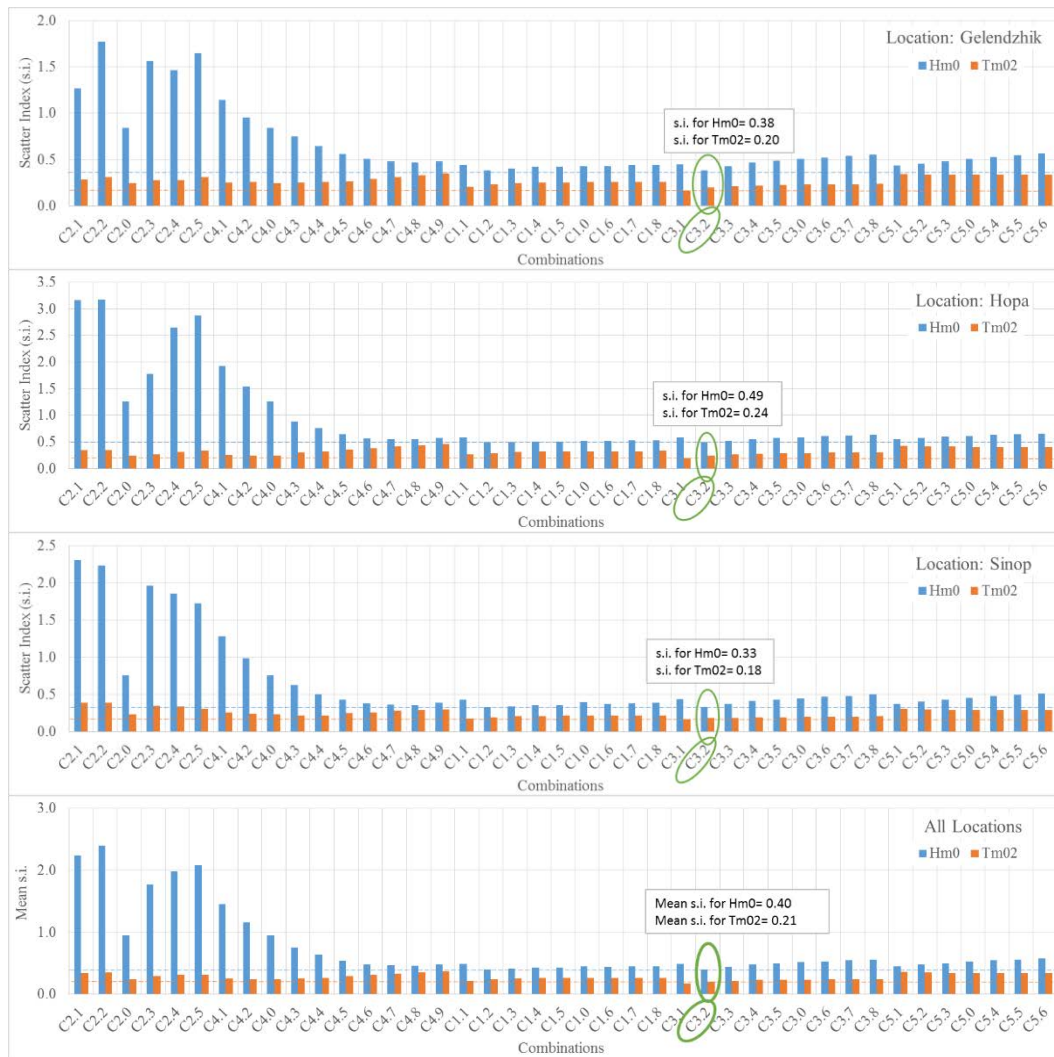 2.0
Location: Gelendzhik
Hm0 Tm02
1.5
1.0
s.i. for Hm0= 0.38
s.i. for Tm02= 0.20
0.5
0.0
Scatter Index (s.i.)
C2.1 C2.2 C2.0 C2.3 C2.4 C2.5 C4.1 C4.2 C4.0 C4.3 C4.4 C4.5 C4.6 C4.7 C4.8 C4.9 C1.1 C1.2 C1.3 C1.4 C1.5 C1.0 C1.6 C1.7 C1.8 C3.1 C3.2 C3.3 C3.4 C3.5 C3.0 C3.6 C3.7 C3.8 C5.1 C5.2 C5.3 C5.0 C5.4 C5.5 C5.6
Combinations
3.5
Location: Hopa
3.0
Hm0 Tm02
2.5
2.0
1.5
s.i. for Hm0= 0.49
s.i. for Tm02= 0.24
1.0
0.5
0.0
Scatter Index (s.i.)
C2.1 C2.2 C2.0 C2.3 C2.4 C2.5 C4.1 C4.2 C4.0 C4.3 C4.4 C4.5 C4.6 C4.7 C4.8 C4.9 C1.1 C1.2 C1.3 C1.4 C1.5 C1.0 C1.6 C1.7 C1.8 C3.1 C3.2 C3.3 C3.4 C3.5 C3.0 C3.6 C3.7 C3.8 C5.1 C5.2 C5.3 C5.0 C5.4 C5.5 C5.6
Combinations
2.5
Location: Sinop
Hm0 Tm02
2.0
1.5
1.0
s.i. for Hm0= 0.33
s.i. for Tm02= 0.18
0.5
0.0
Scatter Index (s.i.)
C2.1 C2.2 C2.0 C2.3 C2.4 C2.5 C4.1 C4.2 C4.0 C4.3 C4.4 C4.5 C4.6 C4.7 C4.8 C4.9 C1.1 C1.2 C1.3 C1.4 C1.5 C1.0 C1.6 C1.7 C1.8 C3.1 C3.2 C3.3 C3.4 C3.5 C3.0 C3.6 C3.7 C3.8 C5.1 C5.2 C5.3 C5.0 C5.4 C5.5 C5.6
Combinations
3.0
All Locations
Hm0 Tm02
2.0
Mean s.i. for Hm0= 0.40
Mean s.i. for Tm02= 0.21
1.0
0.0
Mean s.i.
C2.1 C2.2 C2.0 C2.3 C2.4 C2.5 C4.1 C4.2 C4.0 C4.3 C4.4 C4.5 C4.6 C4.7 C4.8 C4.9 C1.1 C1.2 C1.3 C1.4 C1.5 C1.0 C1.6 C1.7 C1.8 C3.1 C3.2 C3.3 C3.4 C3.5 C3.0 C3.6 C3.7 C3.8 C5.1 C5.2 C5.3 C5.0 C5.4 C5.5 C5.6
Combinations